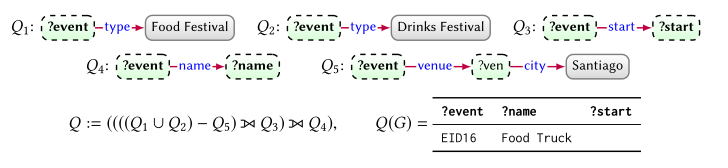 Q₁: ?event type Food Festival Q₂: ?event type Drinks Festival Q₃: ?event start ?start
Q₄: ?event name ?name Q₅: ?event venue ?ven city Santiago
Q := ((((Q₁ ∪ Q₂) − Q₅) ⟕ Q₃) ⟕ Q₄), Q(G) =
?event ?name ?start
EID16 Food Truck